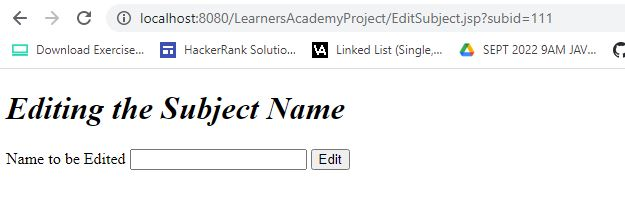 localhost:8080/LearnersAcademyProject/EditSubject.jsp?subid=111
Download Exercise... HackerRank Solutio... Linked List (Single,... SEPT 2022 9AM JAV...
Editing the Subject Name
Name to be Edited Edit